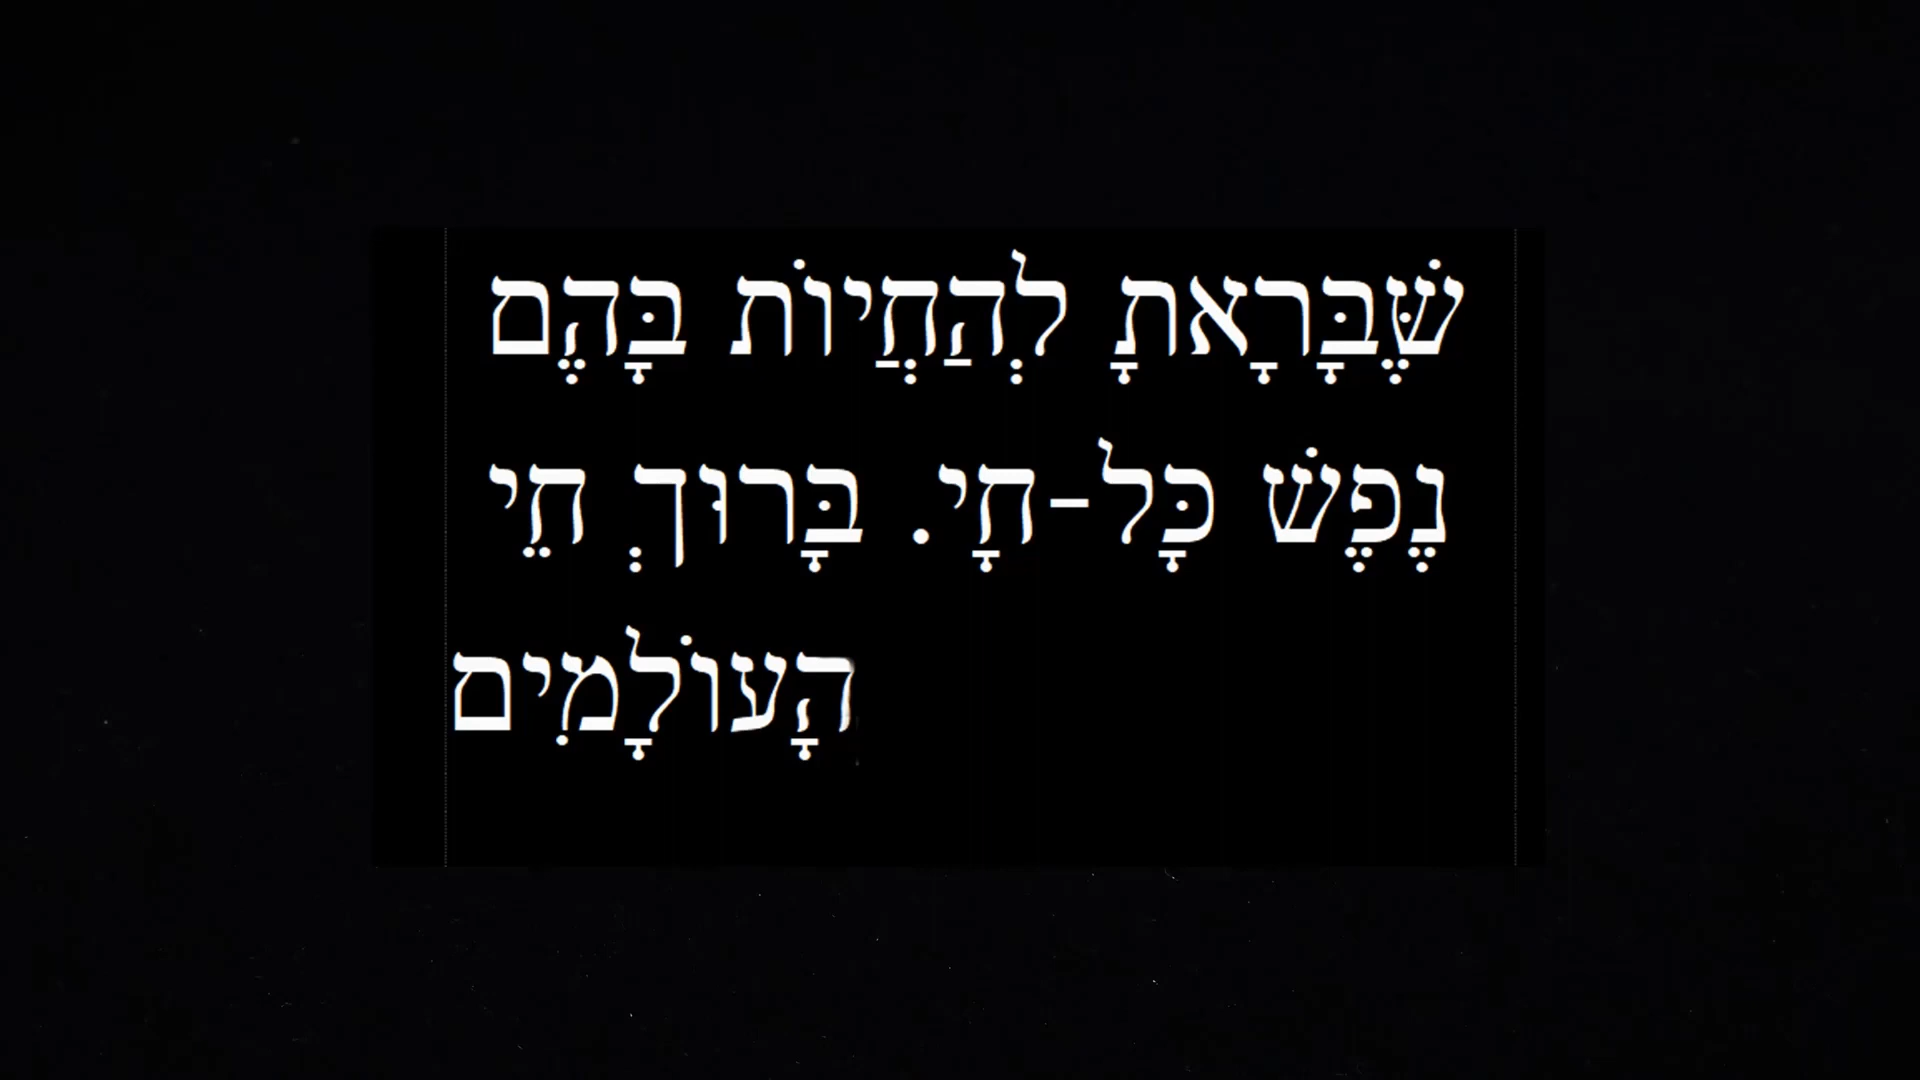 שֶׁבָּרָאתָ לְהַחֲיוֹת בָּהֶם
נֶפֶשׁ כָּל-חָי. בָּרוּךְ חֵי
הָעוֹלָמִים